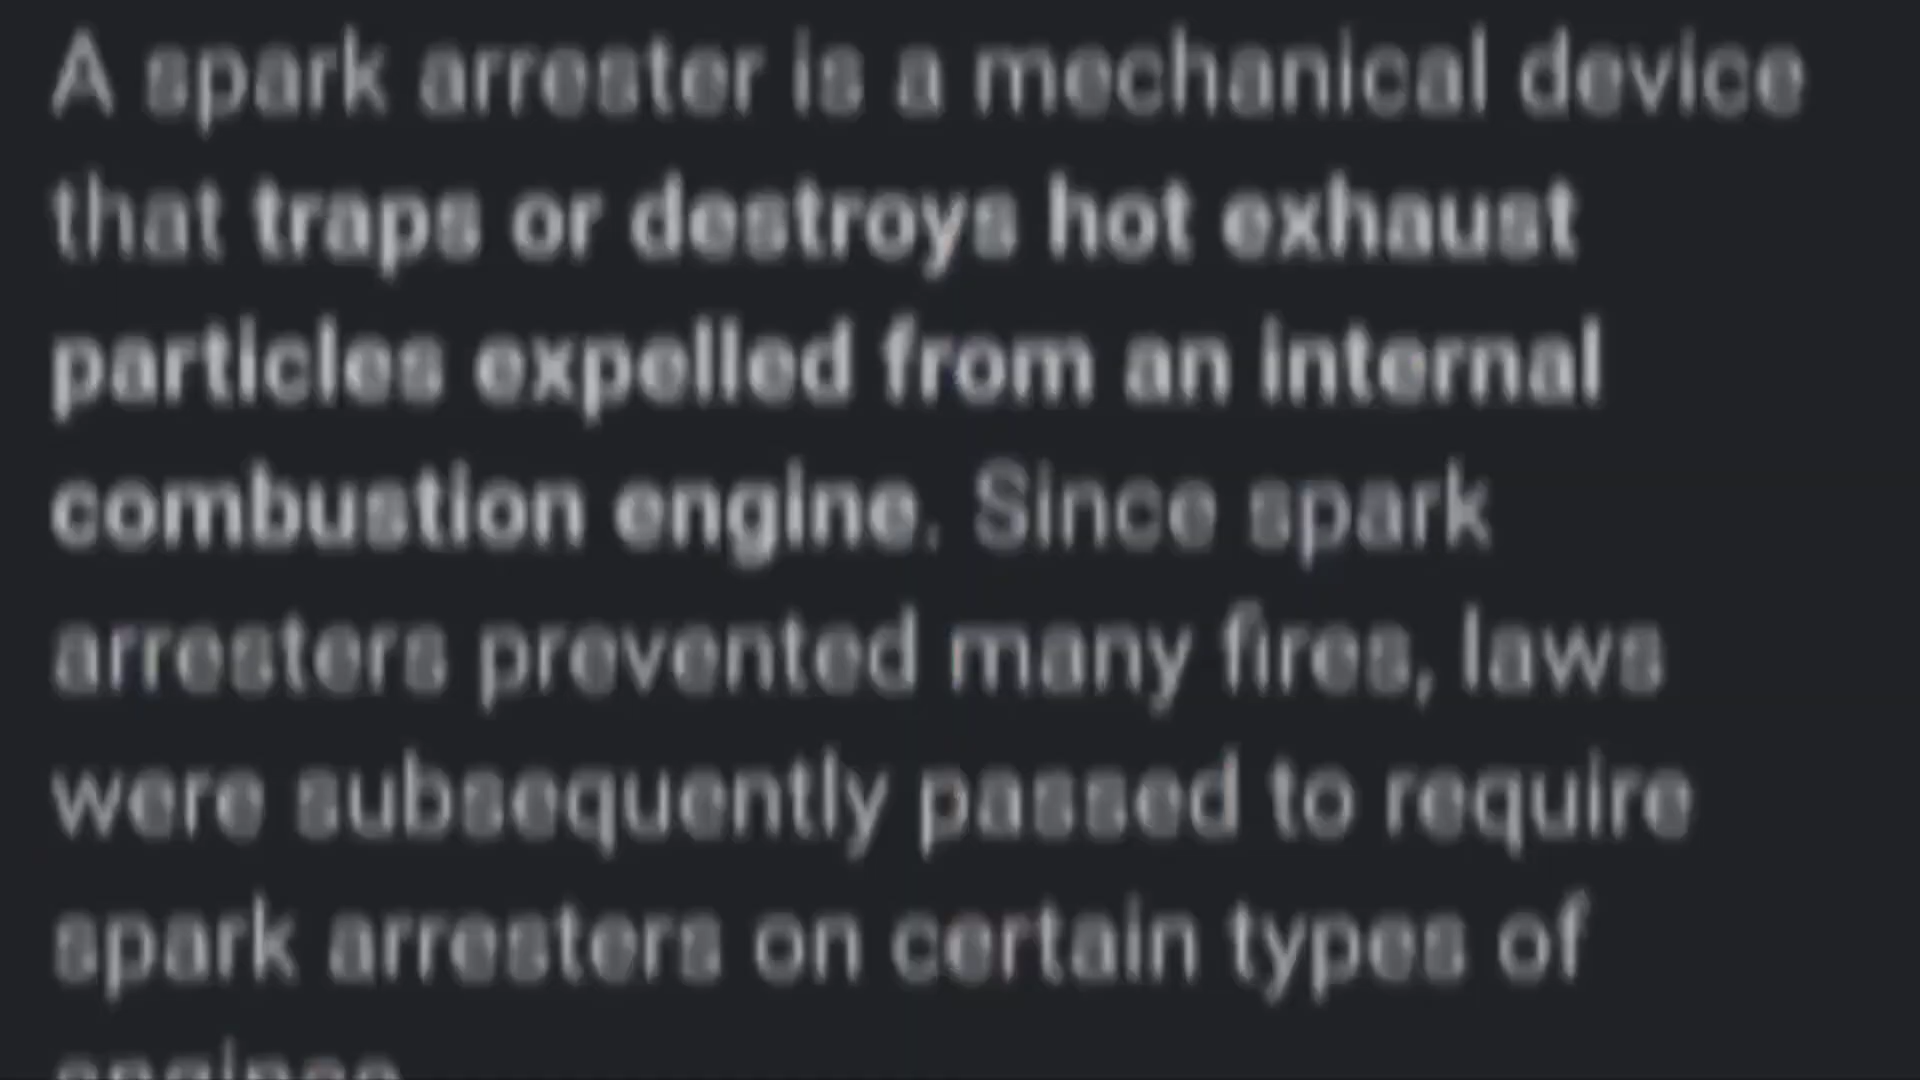 A spark arrester is a mechanical device
that traps or destroys hot exhaust
particles expelled from an internal
combustion engine. Since spark
arresters prevented many fires, laws
were subsequently passed to require
spark arresters on certain types of
engines